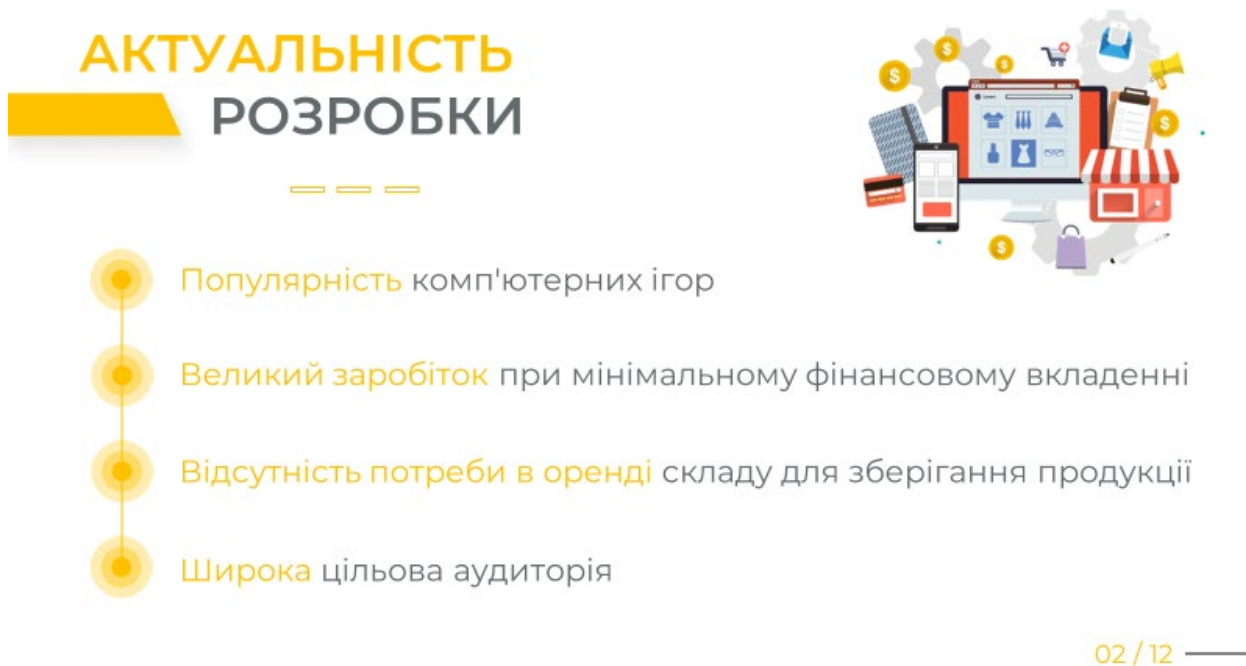 АКТУАЛЬНІСТЬ
РОЗРОБКИ
Популярність комп'ютерних ігор
Великий заробіток при мінімальному фінансовому вкладенні
Відсутність потреби в оренді складу для зберігання продукції
Широка цільова аудиторія
02 / 12